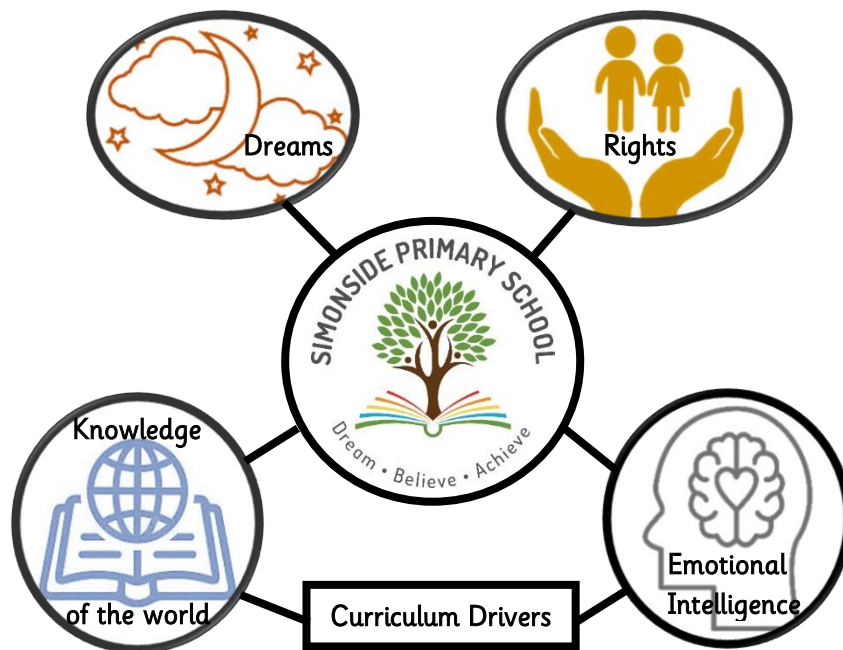 Dreams
Rights
SIMONSIDE PRIMARY SCHOOL
Dream • Believe • Achieve
Knowledge
of the world
Emotional
Intelligence
Curriculum Drivers